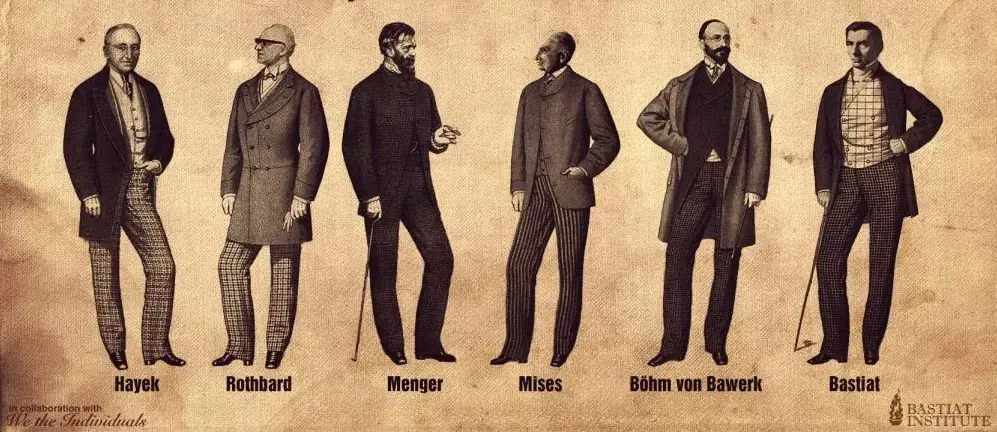 Hayek
Rothbard
Menger
Mises
Böhm von Bawerk
Bastiat
in collaboration with
We the Individuals
BASTIAT
INSTITUTE